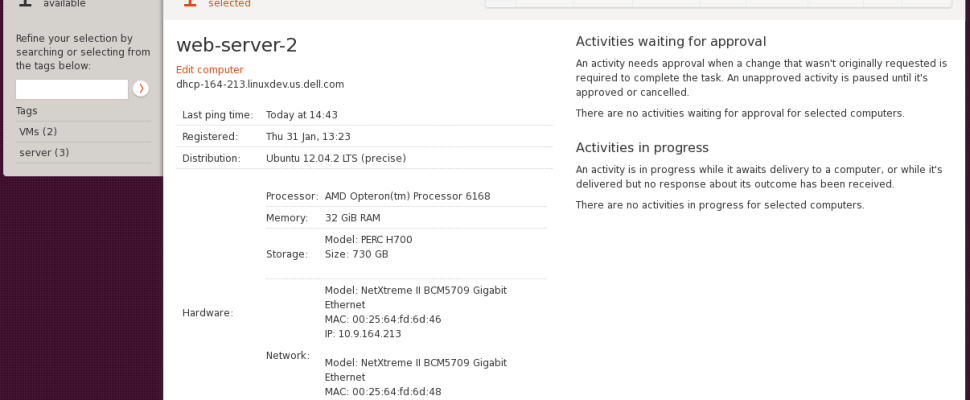 1 available
Refine your selection by
searching or selecting from
the tags below:
Tags
VMs (2)
server (3)
1 selected
web-server-2
Edit computer
dhcp-164-213.linuxdev.us.dell.com
Last ping time: Today at 14:43
Registered: Thu 31 Jan, 13:23
Distribution: Ubuntu 12.04.2 LTS (precise)
Hardware:
Processor: AMD Opteron(tm) Processor 6168
Memory: 32 GiB RAM
Storage:
Model: PERC H700
Size: 730 GB
Network:
Model: NetXtreme II BCM5709 Gigabit
Ethernet
MAC: 00:25:64:fd:6d:46
IP: 10.9.164.213
Model: NetXtreme II BCM5709 Gigabit
Ethernet
MAC: 00:25:64:fd:6d:48
Activities waiting for approval
An activity needs approval when a change that wasn't originally requested is
required to complete the task. An unapproved activity is paused until it's
approved or cancelled.
There are no activities waiting for approval for selected computers.
Activities in progress
An activity is in progress while it awaits delivery to a computer, or while it's
delivered but no response about its outcome has been received.
There are no activities in progress for selected computers.